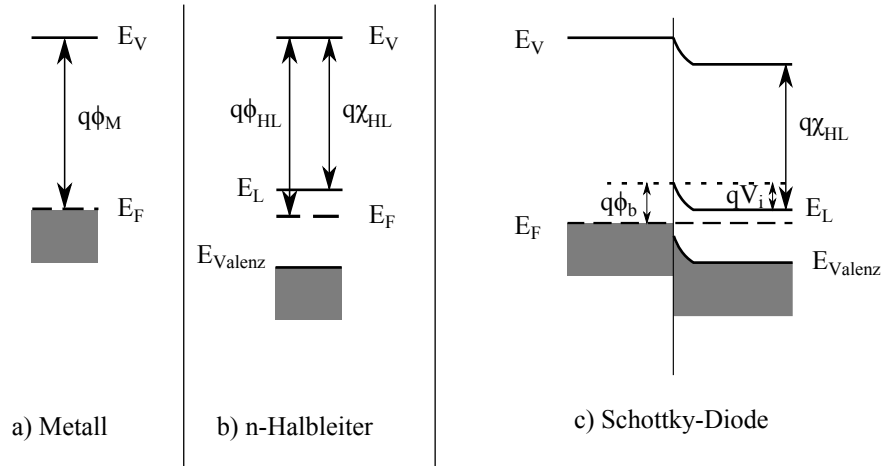 E_V
qϕ_M
E_F
a) Metall
E_V
qϕ_HL
qχ_HL
E_L
E_F
E_Valenz
b) n-Halbleiter
E_V
qχ_HL
qϕ_b
qV_i
E_L
E_F
E_Valenz
c) Schottky-Diode